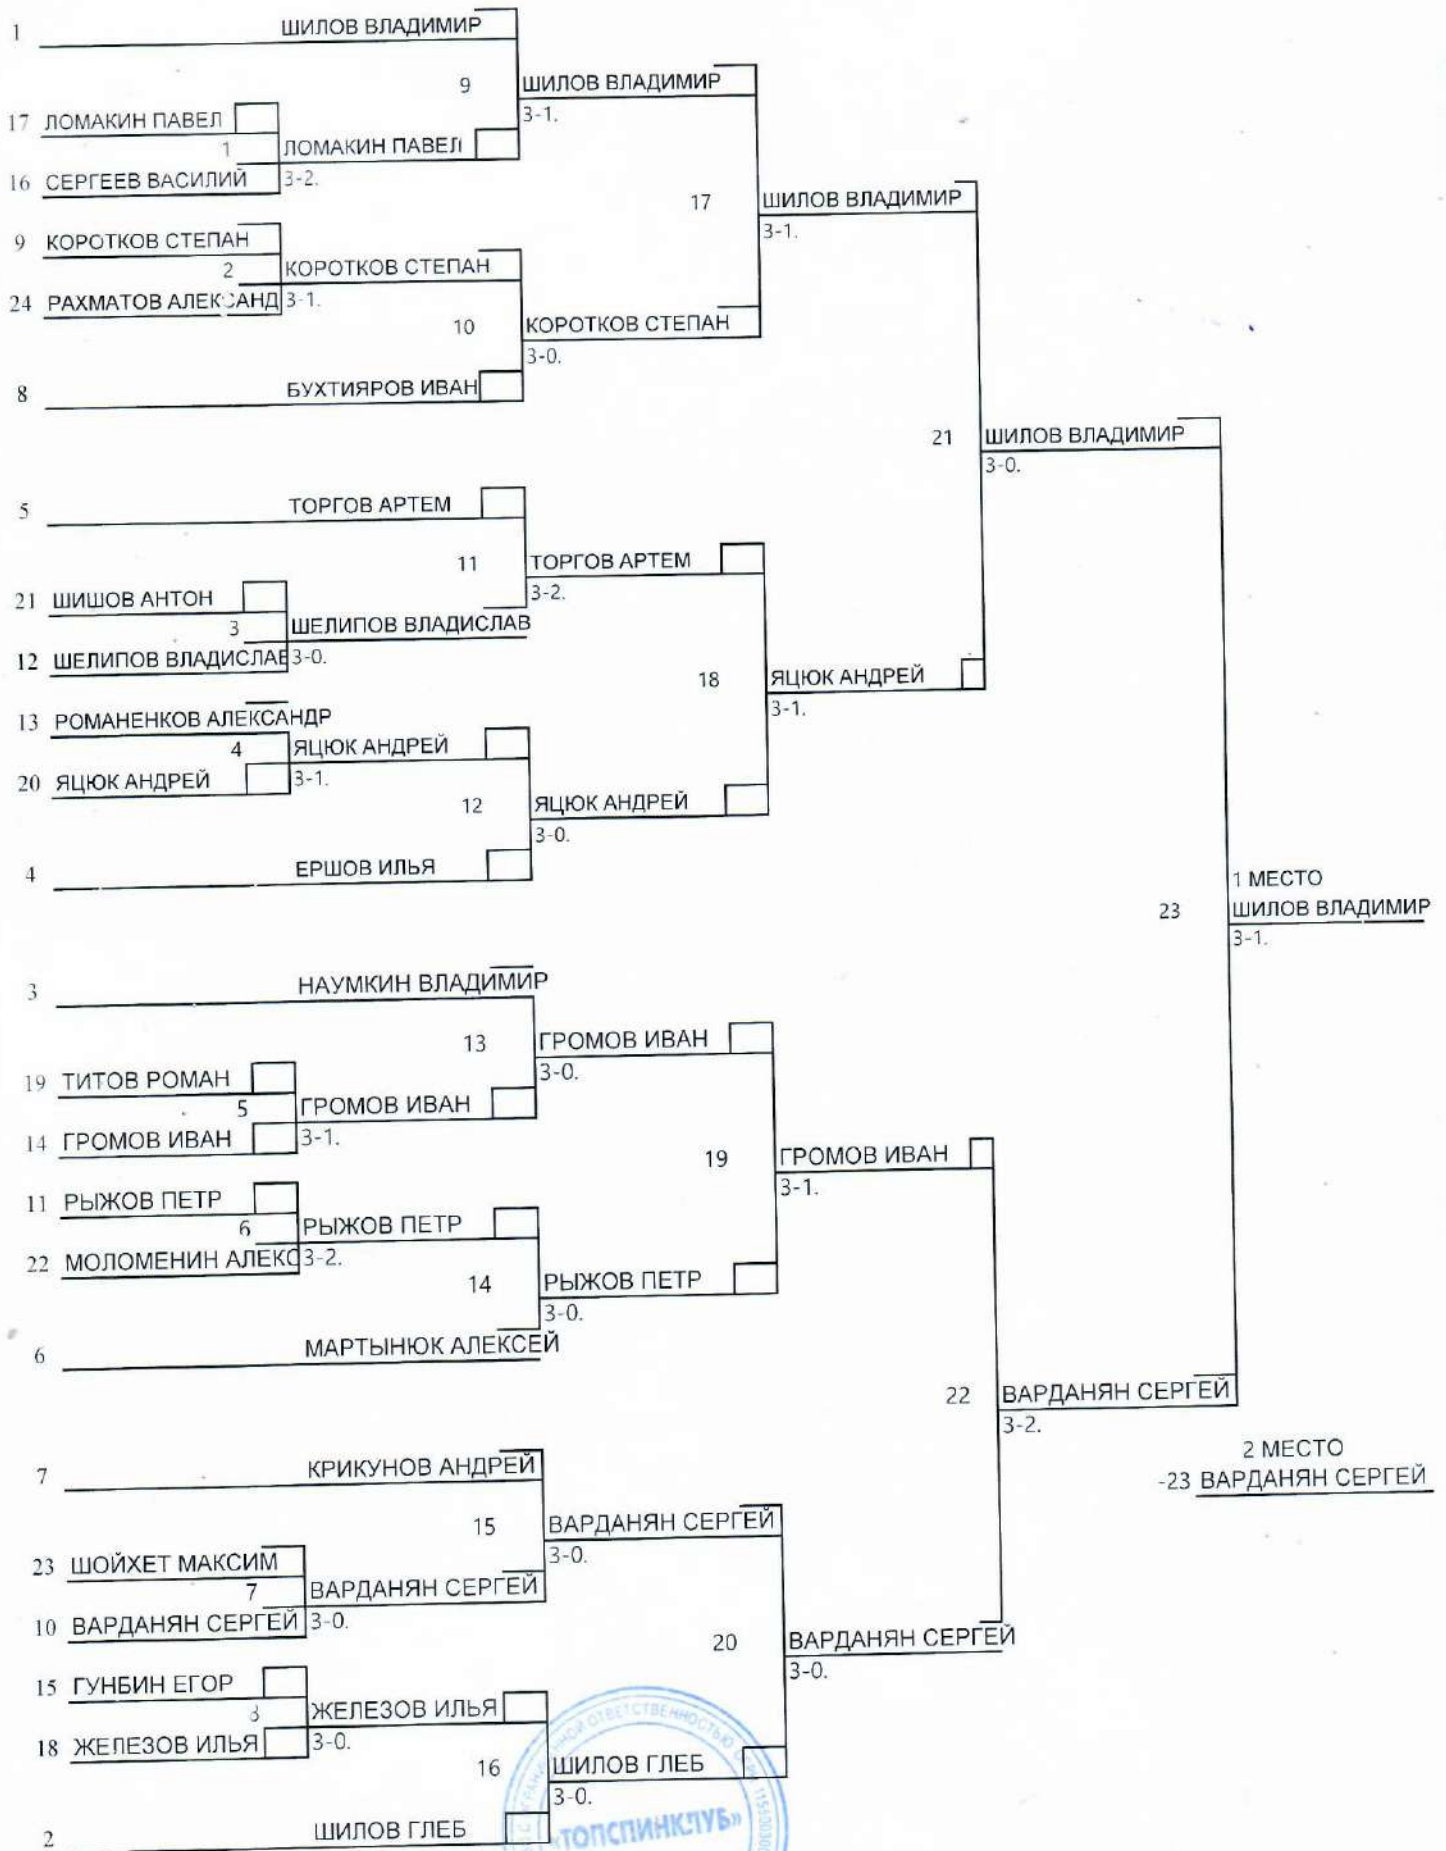 1 ШИЛОВ ВЛАДИМИР
9 ШИЛОВ ВЛАДИМИР
3-1.
17 ЛОМАКИН ПАВЕЛ
1 ЛОМАКИН ПАВЕЛ
16 СЕРГЕЕВ ВАСИЛИЙ 3-2.
17 ШИЛОВ ВЛАДИМИР
3-1.
9 КОРОТКОВ СТЕПАН
2 КОРОТКОВ СТЕПАН
24 РАХМАТОВ АЛЕКСАНД 3-1.
10 КОРОТКОВ СТЕПАН
3-0.
8 БУХТИЯРОВ ИВАН
21 ШИЛОВ ВЛАДИМИР
3-0.
5 ТОРГОВ АРТЕМ
11 ТОРГОВ АРТЕМ
3-2.
21 ШИШОВ АНТОН
3 ШЕЛИПОВ ВЛАДИСЛАВ
12 ШЕЛИПОВ ВЛАДИСЛАВ 3-0.
18 ЯЦЮК АНДРЕЙ
3-1.
13 РОМАНЕНКОВ АЛЕКСАНДР
4 ЯЦЮК АНДРЕЙ
20 ЯЦЮК АНДРЕЙ 3-1.
12 ЯЦЮК АНДРЕЙ
3-0.
4 ЕРШОВ ИЛЬЯ
1 МЕСТО
23 ШИЛОВ ВЛАДИМИР
3-1.
3 НАУМКИН ВЛАДИМИР
13 ГРОМОВ ИВАН
3-0.
19 ТИТОВ РОМАН
5 ГРОМОВ ИВАН
14 ГРОМОВ ИВАН 3-1.
19 ГРОМОВ ИВАН
3-1.
11 РЫЖОВ ПЕТР
6 РЫЖОВ ПЕТР
22 МОЛОМЕНИН АЛЕКС 3-2.
14 РЫЖОВ ПЕТР
3-0.
6 МАРТЫНЮК АЛЕКСЕЙ
22 ВАРДАНЯН СЕРГЕЙ
3-2.
2 МЕСТО
-23 ВАРДАНЯН СЕРГЕЙ
7 КРИКУНОВ АНДРЕЙ
15 ВАРДАНЯН СЕРГЕЙ
3-0.
23 ШОЙХЕТ МАКСИМ
7 ВАРДАНЯН СЕРГЕЙ
10 ВАРДАНЯН СЕРГЕЙ 3-0.
20 ВАРДАНЯН СЕРГЕЙ
3-0.
15 ГУНБИН ЕГОР
8 ЖЕЛЕЗОВ ИЛЬЯ
18 ЖЕЛЕЗОВ ИЛЬЯ 3-0.
16 ШИЛОВ ГЛЕБ
3-0.
2 ШИЛОВ ГЛЕБ
ОТВЕТСТВЕННОСТЬЮ
«ТОПСПИНКЛУБ»